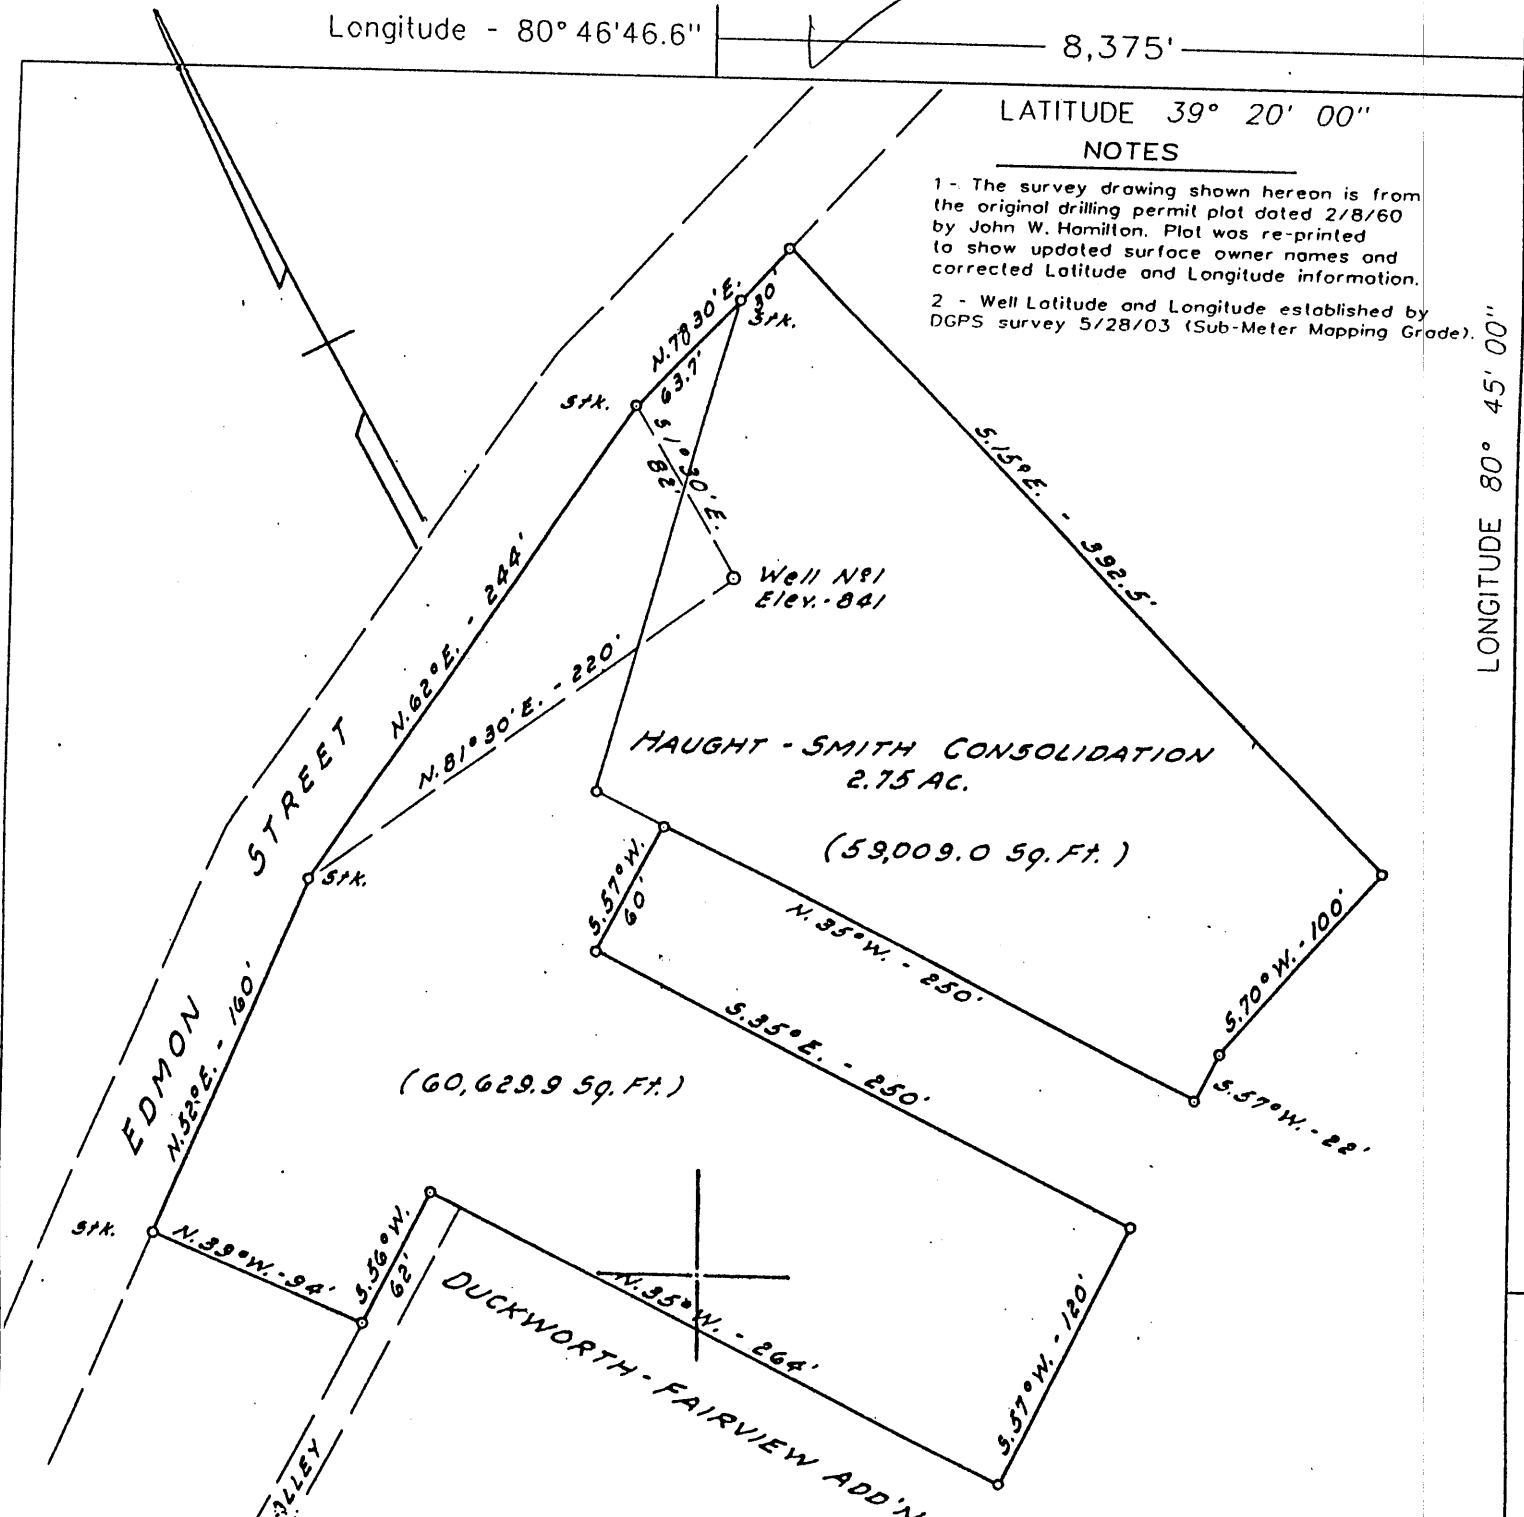 Longitude - 80° 46'46.6"
8,375'
LATITUDE 39° 20' 00"
NOTES
1 - The survey drawing shown hereon is from
the original drilling permit plat dated 2/8/60
by John W. Hamilton. Plat was re-printed
to show updated surface owner names and
corrected Latitude and Longitude information.
2 - Well Latitude and Longitude established by
DGPS survey 5/28/03 (Sub-Meter Mapping Grade).
LONGITUDE 80° 45' 00"
N.78 30'E.
63.7'
30'
Stk.
Stk.
S 1° 30' E.
82'
S.15°E. - 392.5'
Well Nº1
Elev.- 841
N.62°E. - 244'
N.81° 30'E. - 220'
STREET
HAUGHT - SMITH CONSOLIDATION
2.75 AC.
(59,009.0 Sq.Ft.)
Stk.
S.57°W.
60'
N.35°W. - 250'
S.70°W. - 100'
S.57°W. - 22'
S.35°E. - 250'
EDMON
N.52°E. - 160'
(60,629.9 Sq.Ft.)
Stk.
N.39°W. - 94'
S.56°W.
62'
N.35°W. - 264'
S.57°W. - 120'
DUCKWORTH - FAIRVIEW ADD'N
ALLEY